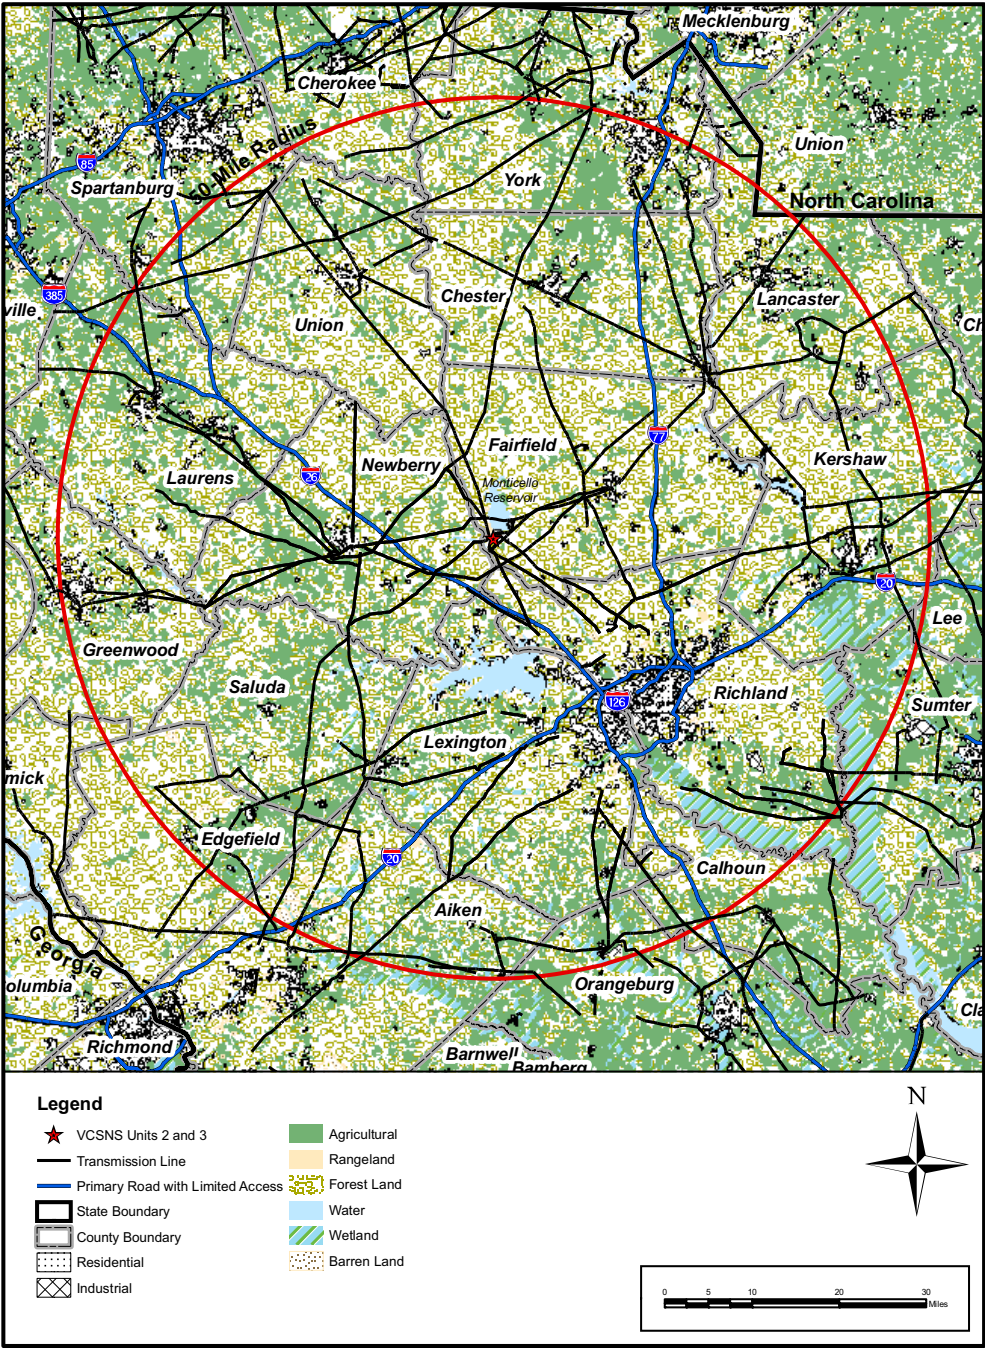 Mecklenburg
Cherokee
50 Mile Radius
Union
85
Spartanburg
York
North Carolina
385
ville
Chester
Lancaster
Union
Ch
77
Fairfield
Newberry
26
Laurens
Kershaw
Monticello
Reservoir
20
Lee
Greenwood
Saluda
Richland
126
Sumter
Lexington
mick
Edgefield
20
Calhoun
Aiken
Georgia
olumbia
Orangeburg
Cla
Richmond
Barnwell
Bamberg
Legend
VCSNS Units 2 and 3
Transmission Line
Primary Road with Limited Access
State Boundary
County Boundary
Residential
Industrial
Agricultural
Rangeland
Forest Land
Water
Wetland
Barren Land
N
0 5 10 20 30
Miles